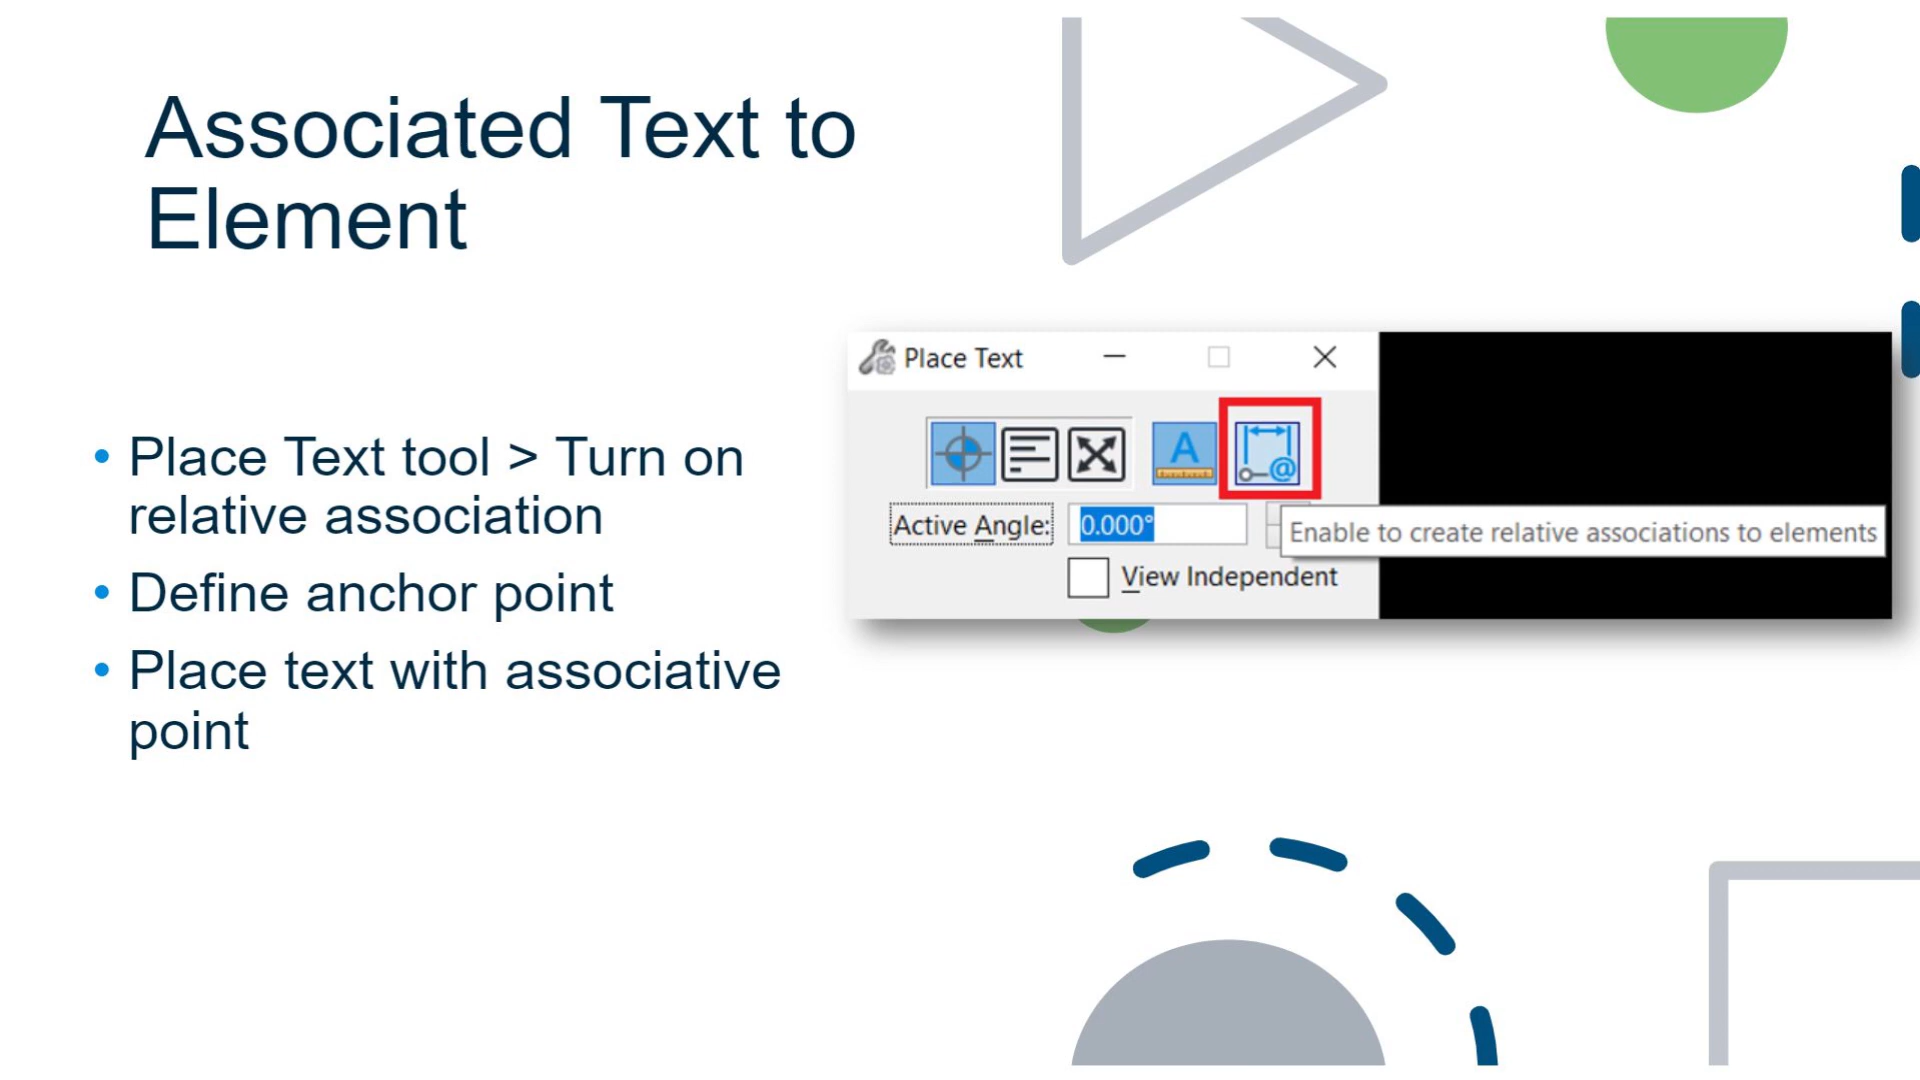 Associated Text to
Element
• Place Text tool > Turn on
relative association
• Define anchor point
• Place text with associative
point
Place Text
A
@
Active Angle: 0.000°
Enable to create relative associations to elements
View Independent